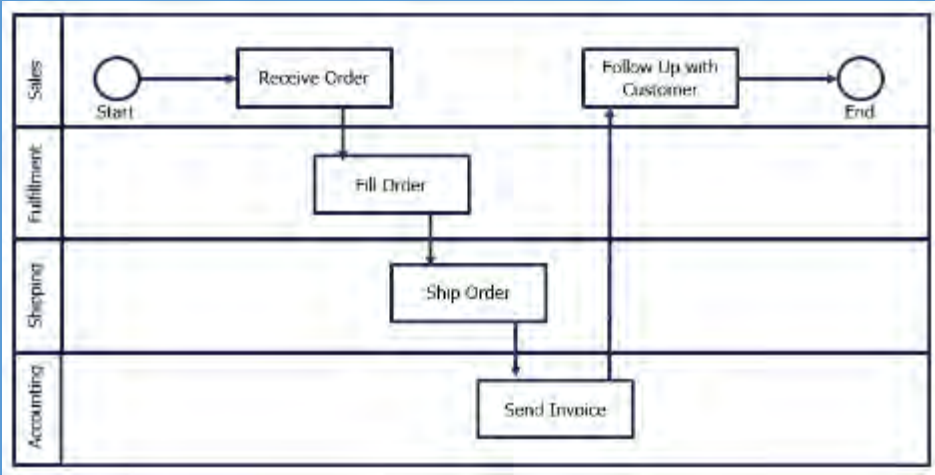 Sales
Start
Receive Order
Follow Up with
Customer
End
Fulfillment
Fill Order
Shipping
Ship Order
Accounting
Send Invoice